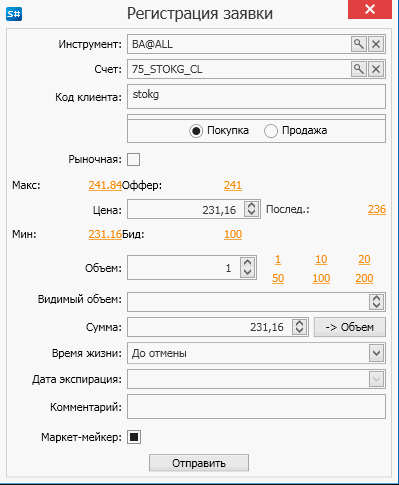 S# Регистрация заявки
Инструмент: BA@ALL
Счет: 75_STOKG_CL
Код клиента: stokg
Покупка Продажа
Рыночная:
Макс: 241.84 Оффер: 241
Цена: 231,16 Послед.: 236
Мин: 231.16 Бид: 100
Объем: 1 1 10 20
50 100 200
Видимый объем:
Сумма: 231,16 -> Объем
Время жизни: До отмены
Дата экспирация:
Комментарий:
Маркет-мейкер:
Отправить